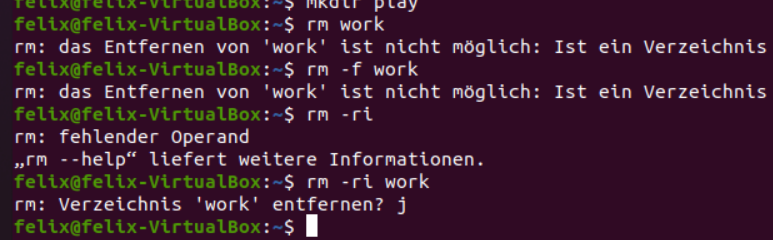 felix@felix-VirtualBox:~$ mkdir play
felix@felix-VirtualBox:~$ rm work
rm: das Entfernen von 'work' ist nicht möglich: Ist ein Verzeichnis
felix@felix-VirtualBox:~$ rm -f work
rm: das Entfernen von 'work' ist nicht möglich: Ist ein Verzeichnis
felix@felix-VirtualBox:~$ rm -ri
rm: fehlender Operand
„rm --help“ liefert weitere Informationen.
felix@felix-VirtualBox:~$ rm -ri work
rm: Verzeichnis 'work' entfernen? j
felix@felix-VirtualBox:~$